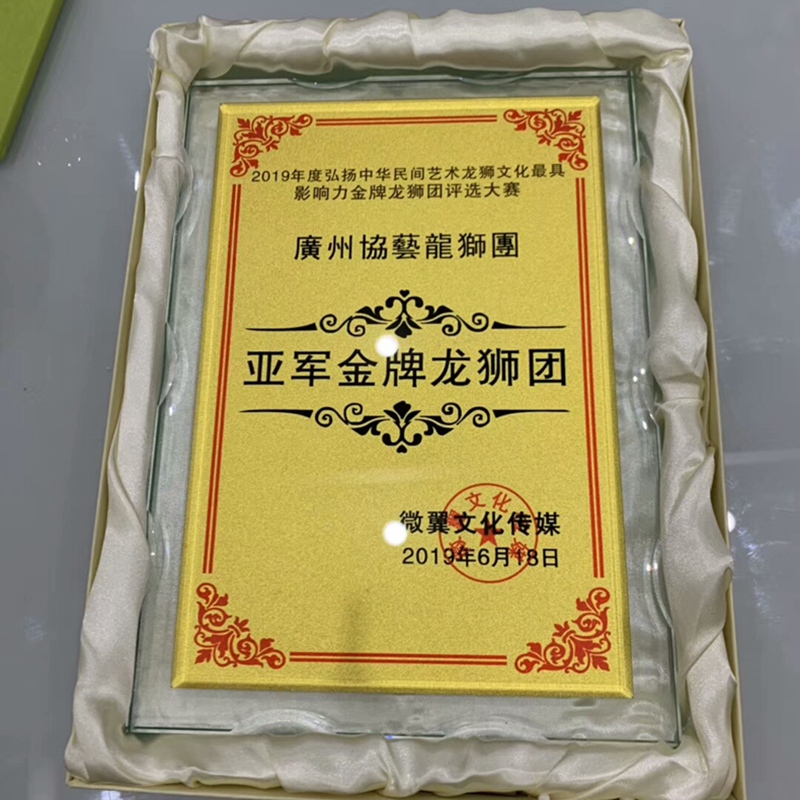 2019年度弘扬中华民间艺术龙狮文化最具
影响力金牌龙狮团评选大赛
廣州協藝龍獅團
亚军金牌龙狮团
微翼文化传媒
2019年6月18日